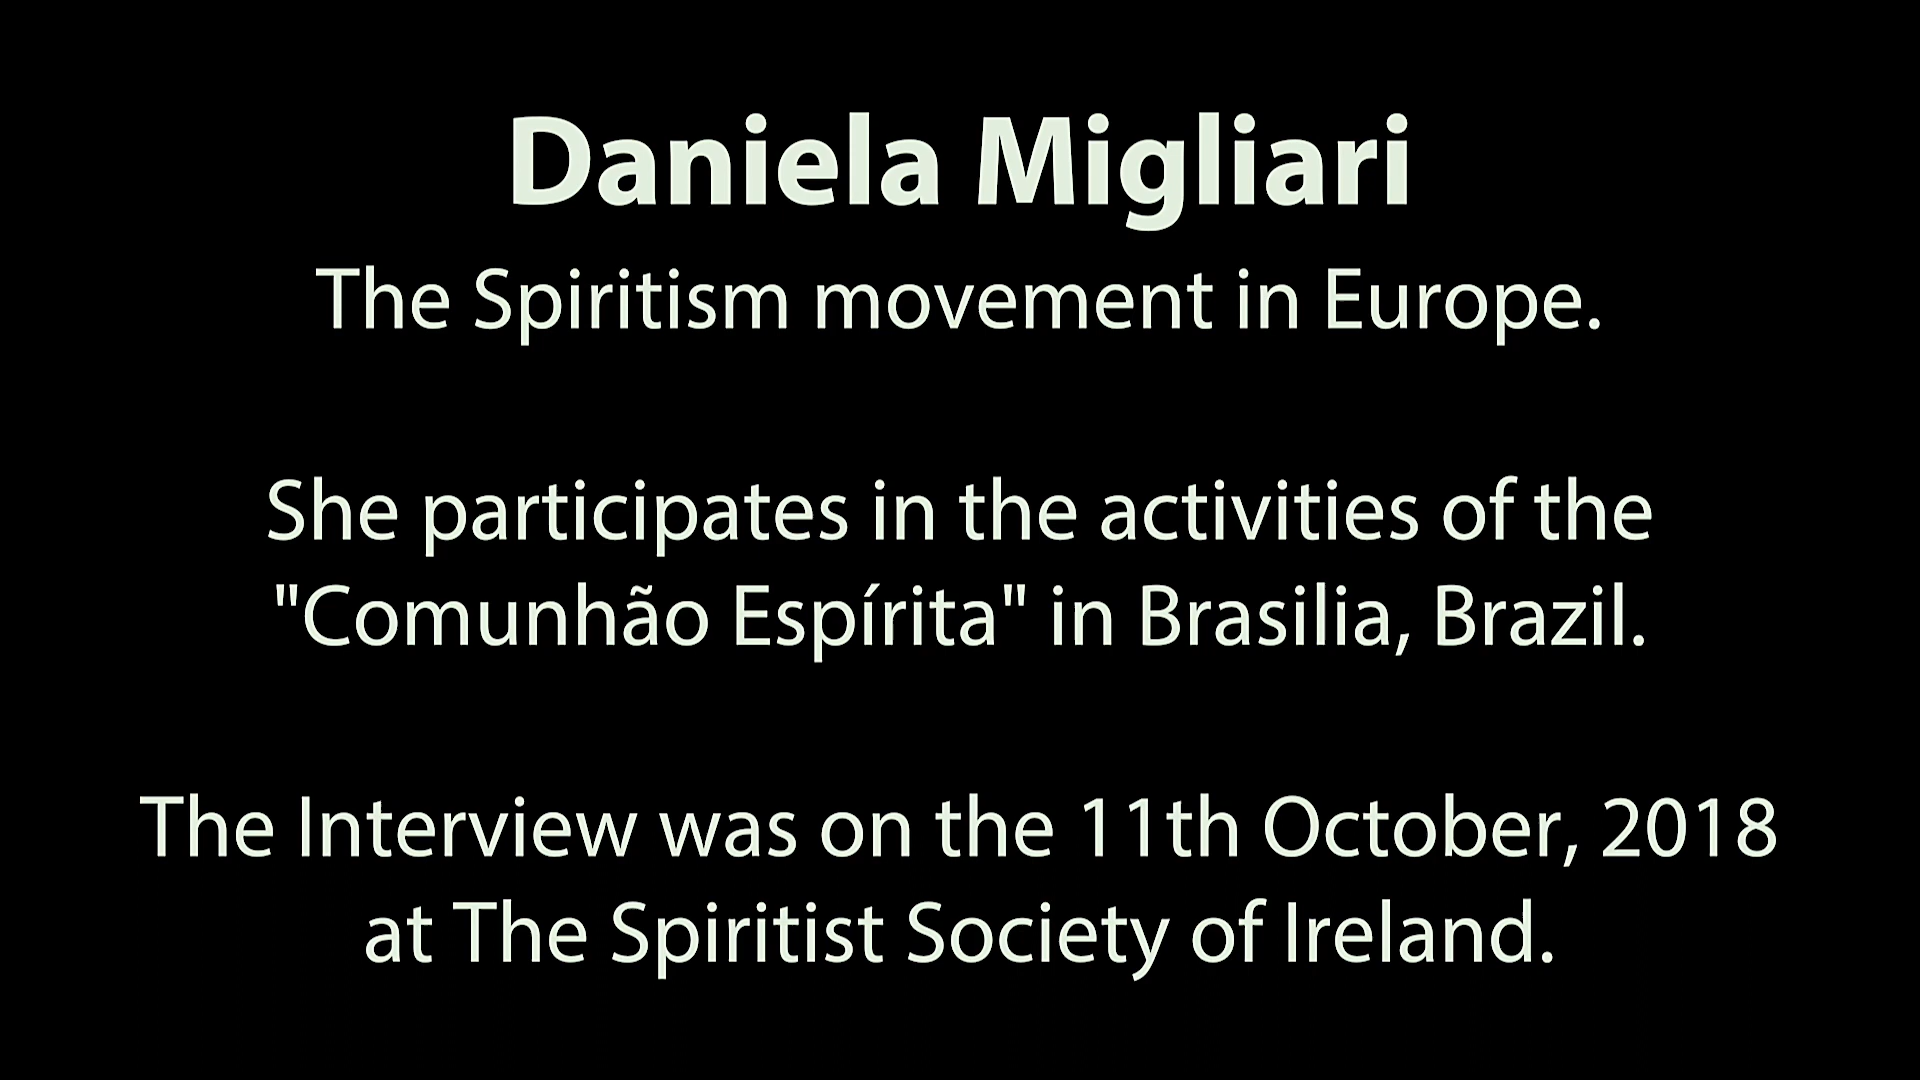 Daniela Migliari
The Spiritism movement in Europe.
She participates in the activities of the
"Comunhão Espírita" in Brasilia, Brazil.
The Interview was on the 11th October, 2018
at The Spiritist Society of Ireland.